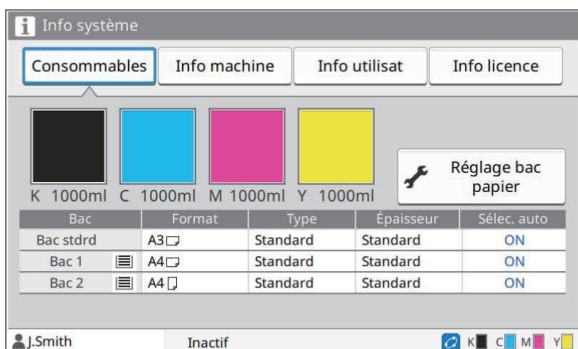 Info système
Consommables Info machine Info utilisat Info licence
K 1000ml C 1000ml M 1000ml Y 1000ml
Réglage bac
papier
Bac Format Type Épaisseur Sélec. auto
Bac stdrd A3 Standard Standard ON
Bac 1 A4 Standard Standard ON
Bac 2 A4 Standard Standard ON
J.Smith Inactif K C M Y